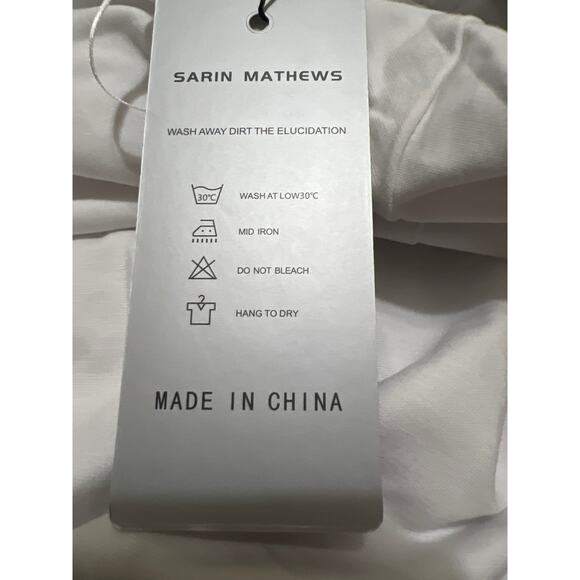 SARIN MATHEWS
WASH AWAY DIRT THE ELUCIDATION
30℃ WASH AT LOW30℃
MID IRON
DO NOT BLEACH
HANG TO DRY
MADE IN CHINA